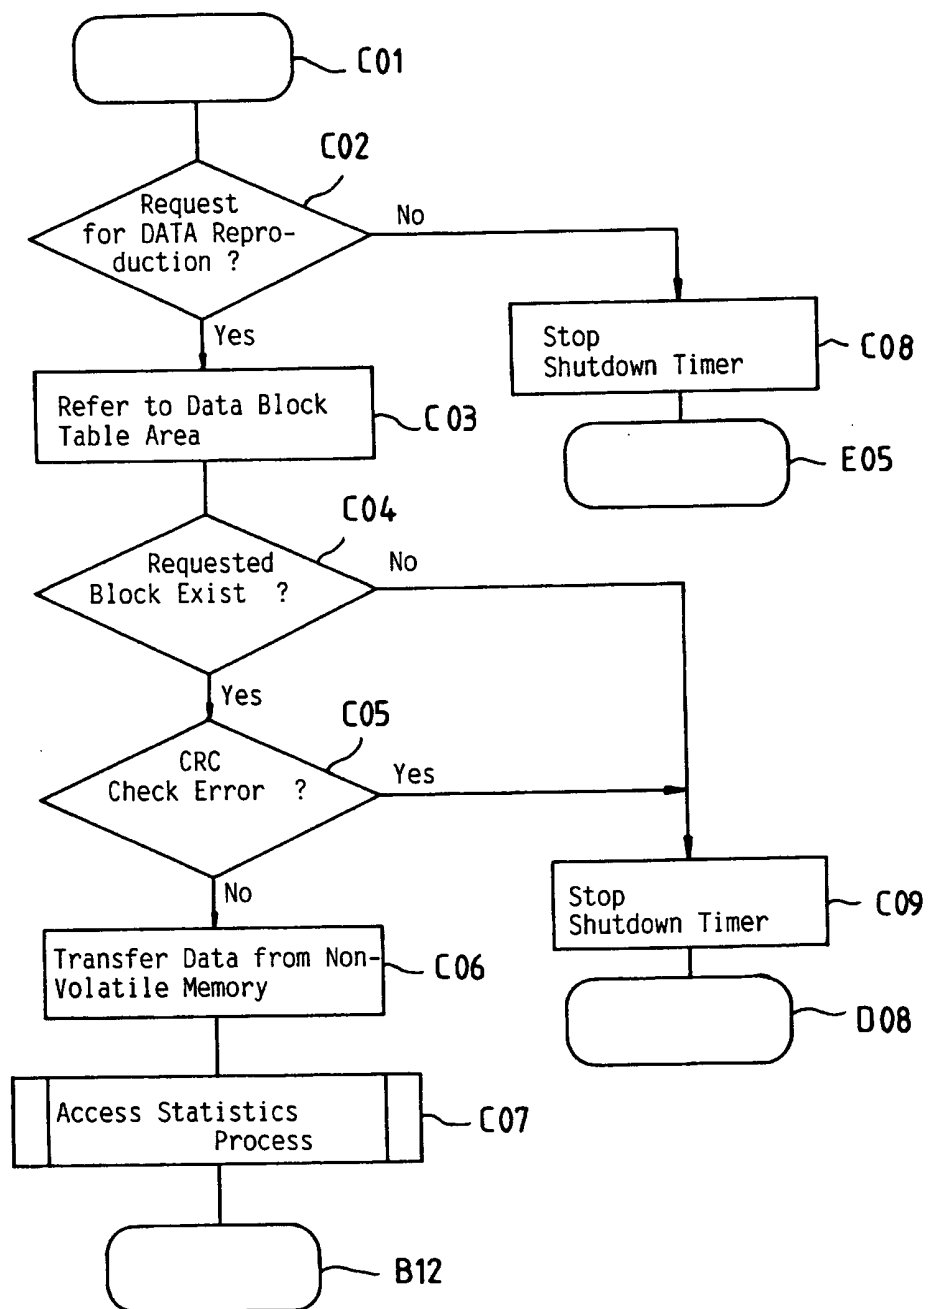 C01
C02
Request
for DATA Repro-
duction ?
No
Yes
Stop
Shutdown Timer
C08
Refer to Data Block
Table Area
C03
E05
C04
Requested
Block Exist ?
No
Yes
C05
CRC
Check Error ?
Yes
No
Stop
Shutdown Timer
C09
Transfer Data from Non-
Volatile Memory
C06
D08
Access Statistics
Process
C07
B12